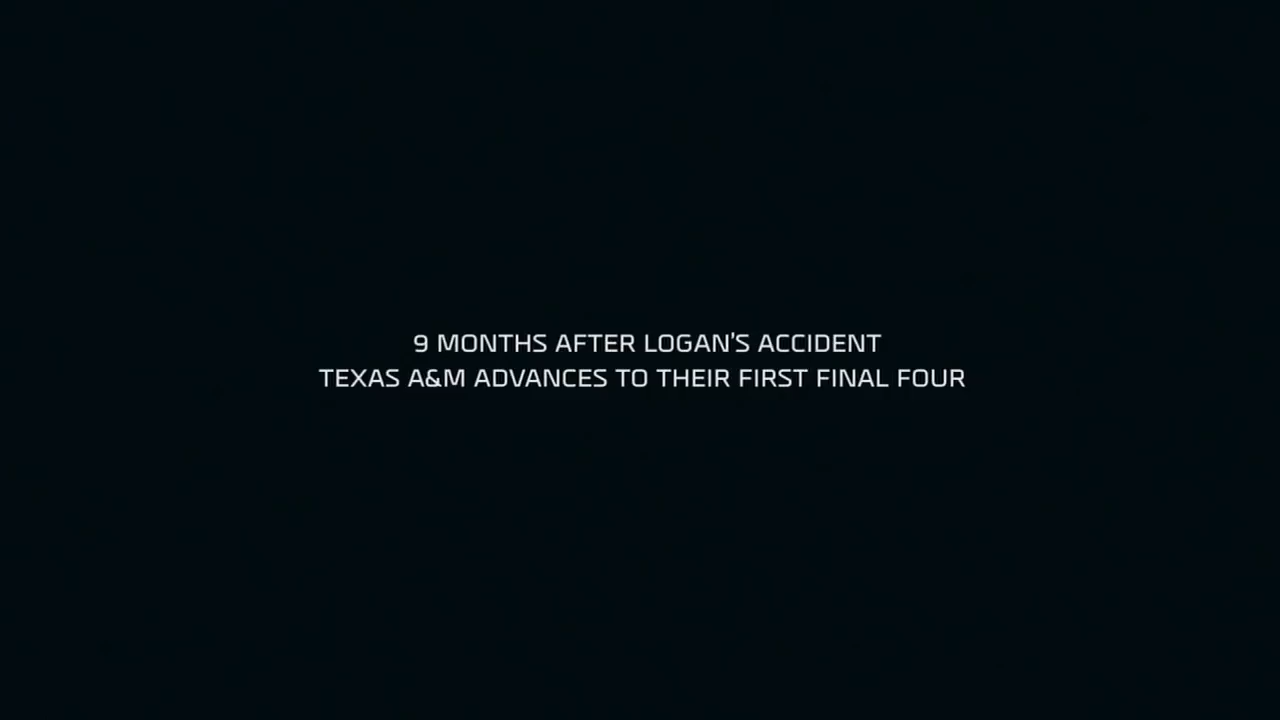 9 MONTHS AFTER LOGAN'S ACCIDENT
TEXAS A&M ADVANCES TO THEIR FIRST FINAL FOUR